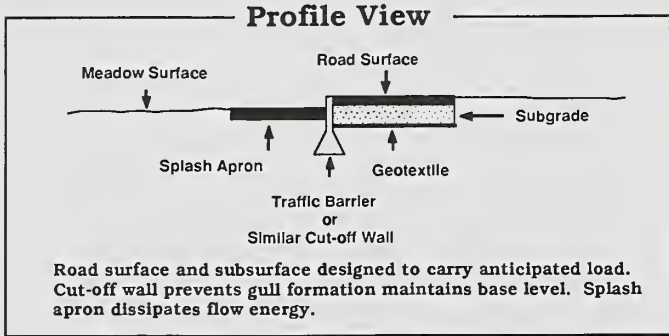 Profile View
Road Surface
Meadow Surface
Subgrade
Splash Apron
Geotextile
Traffic Barrier
or
Similar Cut-off Wall
Road surface and subsurface designed to carry anticipated load.
Cut-off wall prevents gull formation maintains base level. Splash
apron dissipates flow energy.